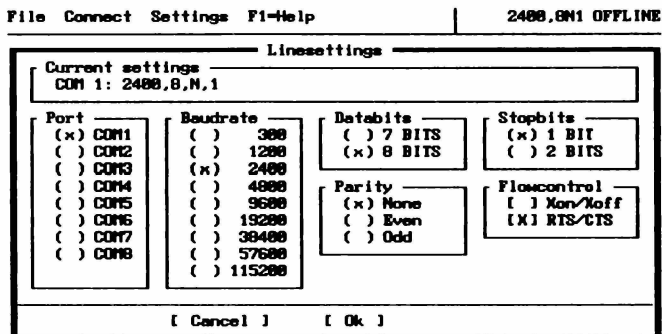 File Connect Settings F1=Help 2400,8N1 OFFLINE
Linesettings
Current settings
COM 1: 2400,8,N,1
Port
(x) COM1
( ) COM2
( ) COM3
( ) COM4
( ) COM5
( ) COM6
( ) COM7
( ) COM8
Baudrate
( ) 300
( ) 1200
(x) 2400
( ) 4800
( ) 9600
( ) 19200
( ) 38400
( ) 57600
( ) 115200
Databits
( ) 7 BITS
(x) 8 BITS
Parity
(x) None
( ) Even
( ) Odd
Stopbits
(x) 1 BIT
( ) 2 BITS
Flowcontrol
[ ] Xon/Xoff
[X] RTS/CTS
[ Cancel ] [ Ok ]